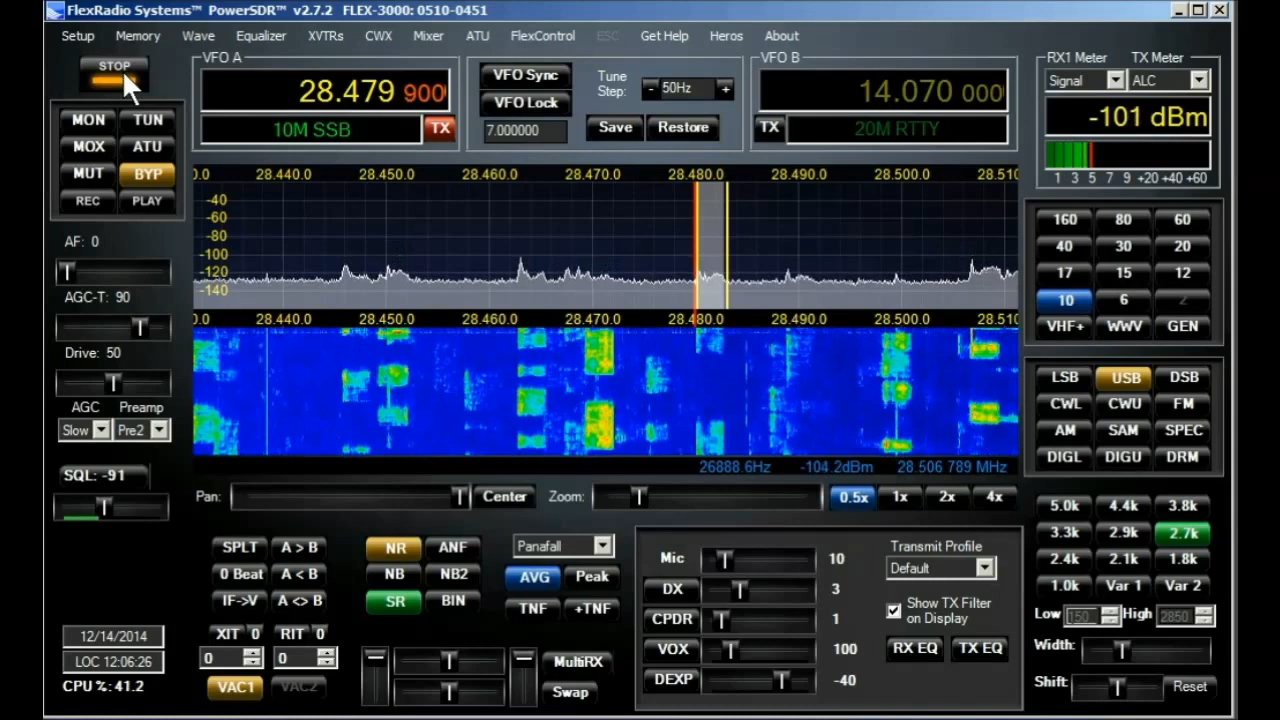 FlexRadio Systems™ PowerSDR™ v2.7.2 FLEX-3000: 0510-0451
Setup Memory Wave Equalizer XVTRs CWX Mixer ATU FlexControl ESC Get Help Heros About
STOP
MON TUN
MOX ATU
MUT BYP
REC PLAY
AF: 0
AGC-T: 90
Drive: 50
AGC Preamp
Slow Pre2
SQL: -91
12/14/2014
LOC 12:06:26
CPU %: 41.2
VFO A
28.479 900
10M SSB TX
VFO Sync
VFO Lock
7.000000
Tune
Step: - 50Hz +
Save Restore
VFO B
14.070 000
TX 20M RTTY
RX1 Meter TX Meter
Signal ALC
-101 dBm
1 3 5 7 9 +20 +40 +60
0.0 28.440.0 28.450.0 28.460.0 28.470.0 28.480.0 28.490.0 28.500.0 28.510
-40
-60
-80
-100
-120
-140
0.0 28.440.0 28.450.0 28.460.0 28.470.0 28.480.0 28.490.0 28.500.0 28.510
26888.6Hz -104.2dBm 28.506 789 MHz
Pan: Center Zoom: 0.5x 1x 2x 4x
160 80 60
40 30 20
17 15 12
10 6 2
VHF+ WWV GEN
LSB USB DSB
CWL CWU FM
AM SAM SPEC
DIGL DIGU DRM
5.0k 4.4k 3.8k
3.3k 2.9k 2.7k
2.4k 2.1k 1.8k
1.0k Var 1 Var 2
Low 150 High 2850
Width:
Shift: Reset
SPLT A > B
0 Beat A < B
IF->V A <> B
XIT 0 RIT 0
0 0
VAC1 VAC2
NR ANF
NB NB2
SR BIN
Panafall
AVG Peak
TNF +TNF
MultiRX
Swap
Mic 10
DX 3
CPDR 1
VOX 100
DEXP -40
Transmit Profile
Default
Show TX Filter
on Display
RX EQ TX EQ